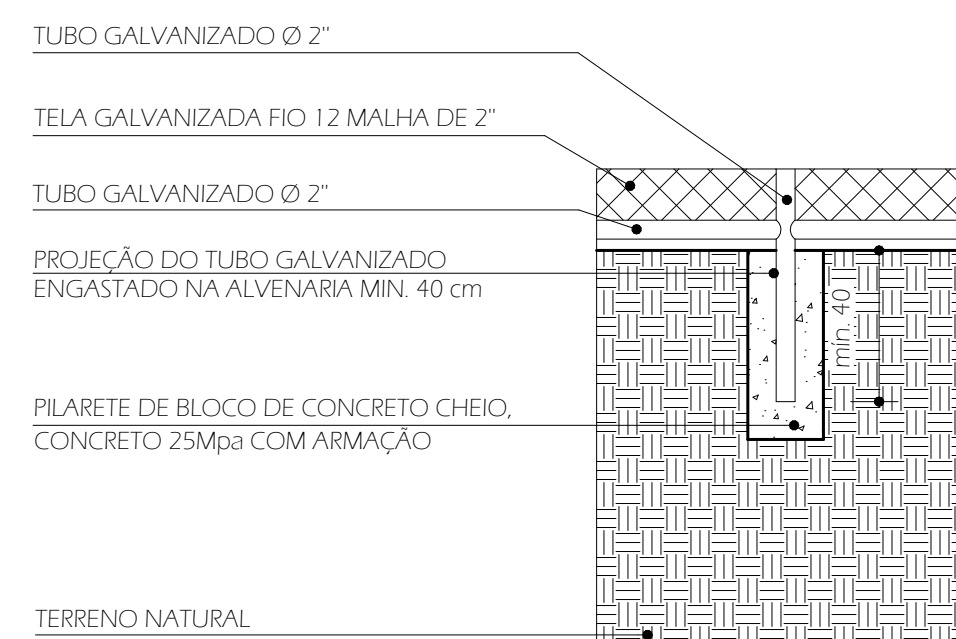 TUBO GALVANIZADO Ø 2"
TELA GALVANIZADA FIO 12 MALHA DE 2"
TUBO GALVANIZADO Ø 2"
PROJEÇÃO DO TUBO GALVANIZADO
ENGASTADO NA ALVENARIA MIN. 40 cm
mín. 40
PILARETE DE BLOCO DE CONCRETO CHEIO,
CONCRETO 25Mpa COM ARMAÇÃO
TERRENO NATURAL